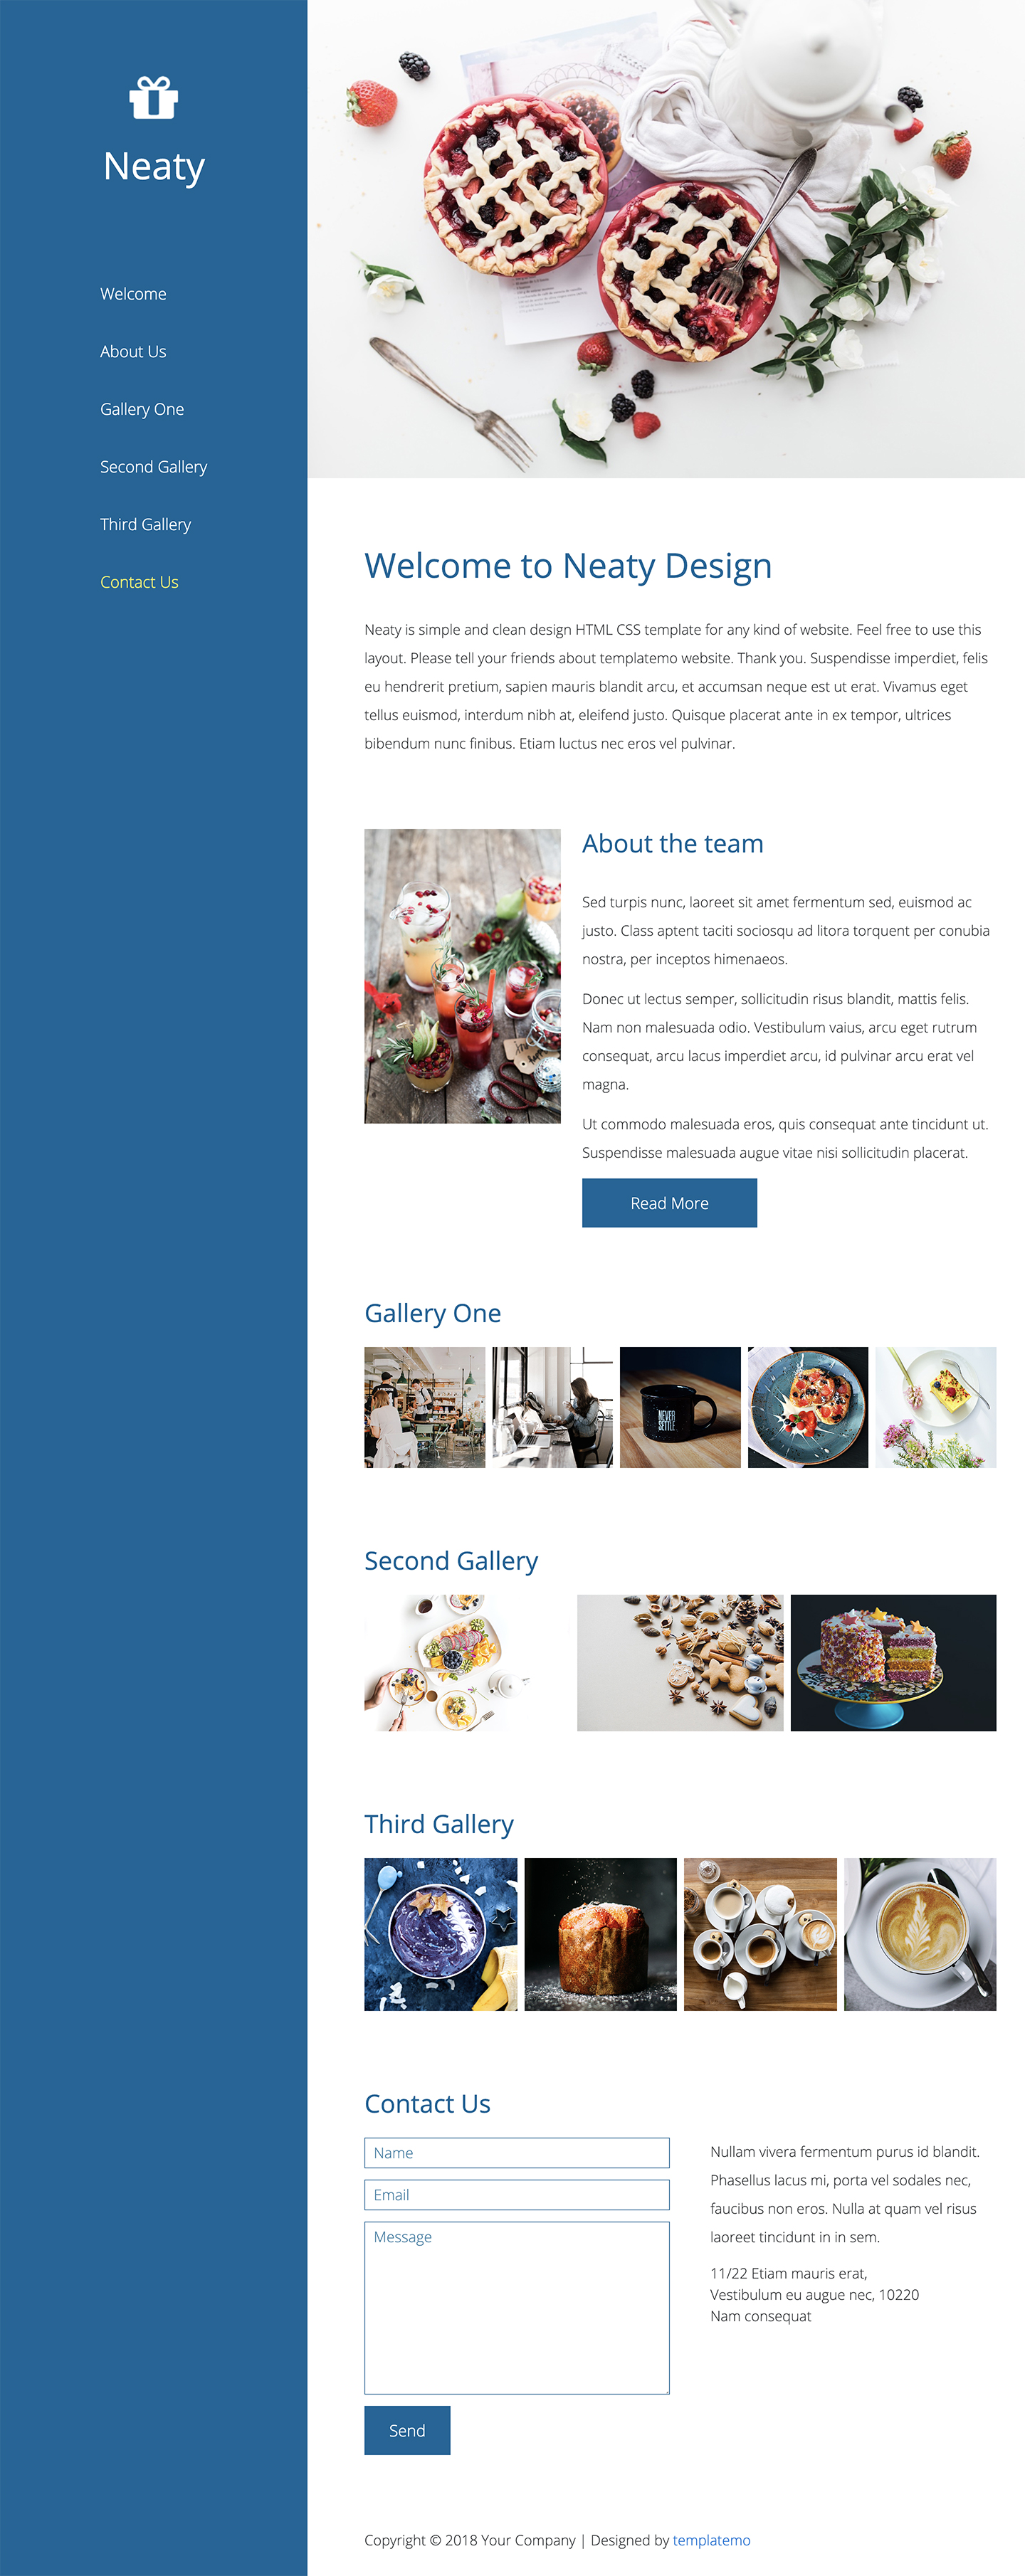 Neaty
Welcome
About Us
Gallery One
Second Gallery
Third Gallery
Contact Us
Welcome to Neaty Design
Neaty is simple and clean design HTML CSS template for any kind of website. Feel free to use this
layout. Please tell your friends about templatemo website. Thank you. Suspendisse imperdiet, felis
eu hendrerit pretium, sapien mauris blandit arcu, et accumsan neque est ut erat. Vivamus eget
tellus euismod, interdum nibh at, eleifend justo. Quisque placerat ante in ex tempor, ultrices
bibendum nunc finibus. Etiam luctus nec eros vel pulvinar.
About the team
Sed turpis nunc, laoreet sit amet fermentum sed, euismod ac
justo. Class aptent taciti sociosqu ad litora torquent per conubia
nostra, per inceptos himenaeos.
Donec ut lectus semper, sollicitudin risus blandit, mattis felis.
Nam non malesuada odio. Vestibulum vaius, arcu eget rutrum
consequat, arcu lacus imperdiet arcu, id pulvinar arcu erat vel
magna.
Ut commodo malesuada eros, quis consequat ante tincidunt ut.
Suspendisse malesuada augue vitae nisi sollicitudin placerat.
Read More
Gallery One
NEVER
SETTLE
Second Gallery
Third Gallery
Contact Us
Name
Email
Message
Send
Nullam vivera fermentum purus id blandit.
Phasellus lacus mi, porta vel sodales nec,
faucibus non eros. Nulla at quam vel risus
laoreet tincidunt in in sem.
11/22 Etiam mauris erat,
Vestibulum eu augue nec, 10220
Nam consequat
Copyright © 2018 Your Company | Designed by templatemo